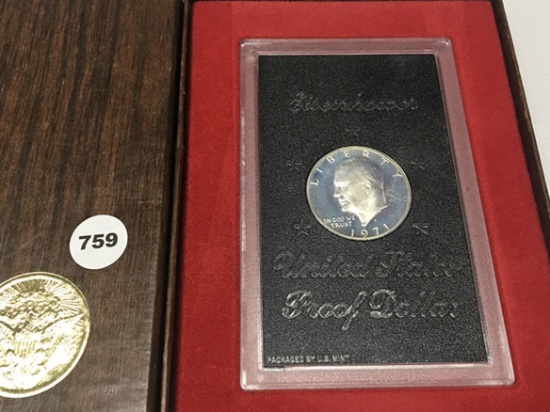 759
Eisenhower
LIBERTY
IN GOD WE
TRUST
1971
United States
Proof Dollar
PACKAGED BY U.S. MINT